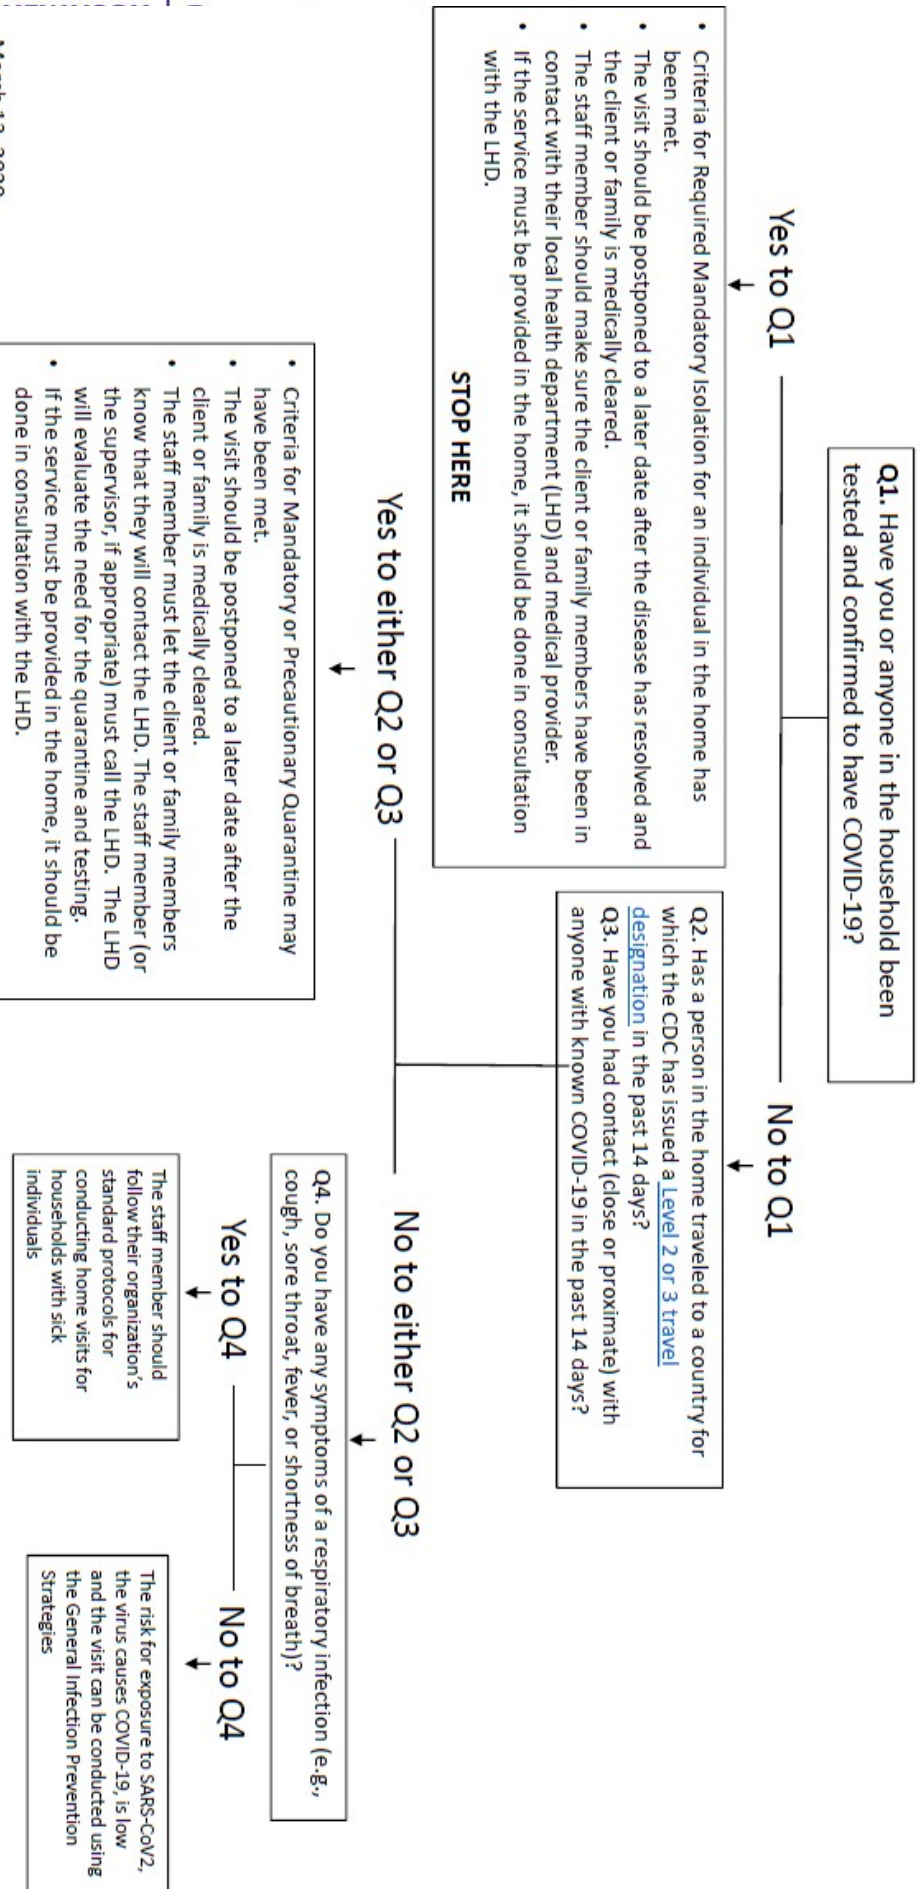 Q1. Have you or anyone in the household been
tested and confirmed to have COVID-19?
Yes to Q1
No to Q1
• Criteria for Required Mandatory Isolation for an individual in the home has
been met.
• The visit should be postponed to a later date after the disease has resolved and
the client or family is medically cleared.
• The staff member should make sure the client or family members have been in
contact with their local health department (LHD) and medical provider.
• If the service must be provided in the home, it should be done in consultation
with the LHD.
STOP HERE
Q2. Has a person in the home traveled to a country for
which the CDC has issued a Level 2 or 3 travel
designation in the past 14 days?
Q3. Have you had contact (close or proximate) with
anyone with known COVID-19 in the past 14 days?
Yes to either Q2 or Q3
No to either Q2 or Q3
• Criteria for Mandatory or Precautionary Quarantine may
have been met.
• The visit should be postponed to a later date after the
client or family is medically cleared.
• The staff member must let the client or family members
know that they will contact the LHD. The staff member (or
the supervisor, if appropriate) must call the LHD. The LHD
will evaluate the need for the quarantine and testing.
• If the service must be provided in the home, it should be
done in consultation with the LHD.
Q4. Do you have any symptoms of a respiratory infection (e.g.,
cough, sore throat, fever, or shortness of breath)?
Yes to Q4
No to Q4
The staff member should
follow their organization's
standard protocols for
conducting home visits for
households with sick
individuals
The risk for exposure to SARS-CoV2,
the virus causes COVID-19, is low
and the visit can be conducted using
the General Infection Prevention
Strategies